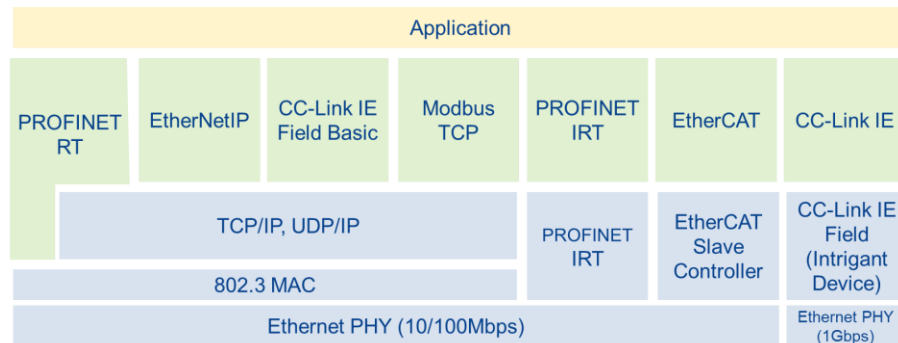 Application
PROFINET
RT
EtherNetIP
CC-Link IE
Field Basic
Modbus
TCP
PROFINET
IRT
EtherCAT
CC-Link IE
TCP/IP, UDP/IP
PROFINET
IRT
EtherCAT
Slave
Controller
CC-Link IE
Field
(Intrigant
Device)
802.3 MAC
Ethernet PHY (10/100Mbps)
Ethernet PHY
(1Gbps)